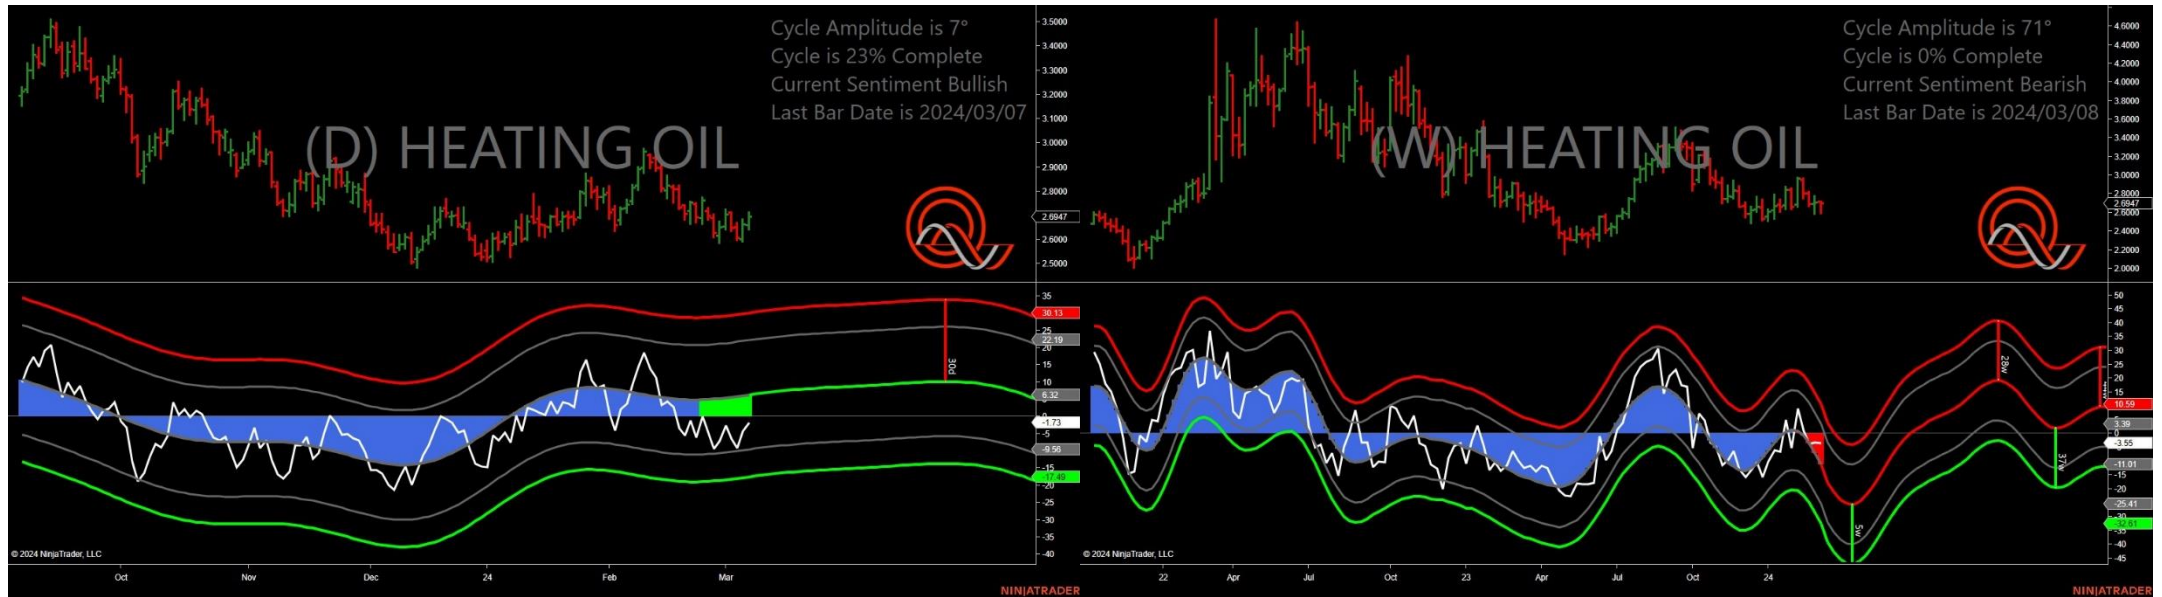 Cycle Amplitude is 7°
Cycle is 23% Complete
Current Sentiment Bullish
Last Bar Date is 2024/03/07
(D) HEATING OIL
3.5000
3.4000
3.3000
3.2000
3.1000
3.0000
2.9000
2.8000
2.6947
2.6000
2.5000
35
30.13
25
22.19
20
15
10
6.32
0
-1.73
-5
-9.56
-15
-17.49
-20
-25
-30
-35
-40
30d
© 2024 NinjaTrader, LLC
Oct
Nov
Dec
24
Feb
Mar
NINJATRADER
Cycle Amplitude is 71°
Cycle is 0% Complete
Current Sentiment Bearish
Last Bar Date is 2024/03/08
(W) HEATING OIL
4.6000
4.4000
4.2000
4.0000
3.8000
3.6000
3.4000
3.2000
3.0000
2.8000
2.6947
2.6000
2.4000
2.2000
2.0000
50
45
40
35
30
25
20
15
10.59
3.39
0
-3.55
-11.01
-15
-20
-25.41
-30
-32.61
-40
-45
28w
37w
5w
© 2024 NinjaTrader, LLC
22
Apr
Jul
Oct
23
Apr
Jul
Oct
24
NINJATRADER